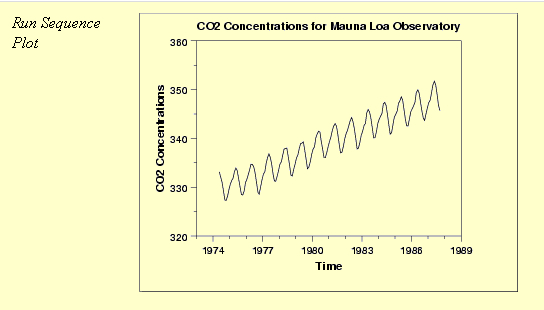 Run Sequence
Plot
CO2 Concentrations for Mauna Loa Observatory
360
350
340
330
320
CO2 Concentrations
1974 1977 1980 1983 1986 1989
Time